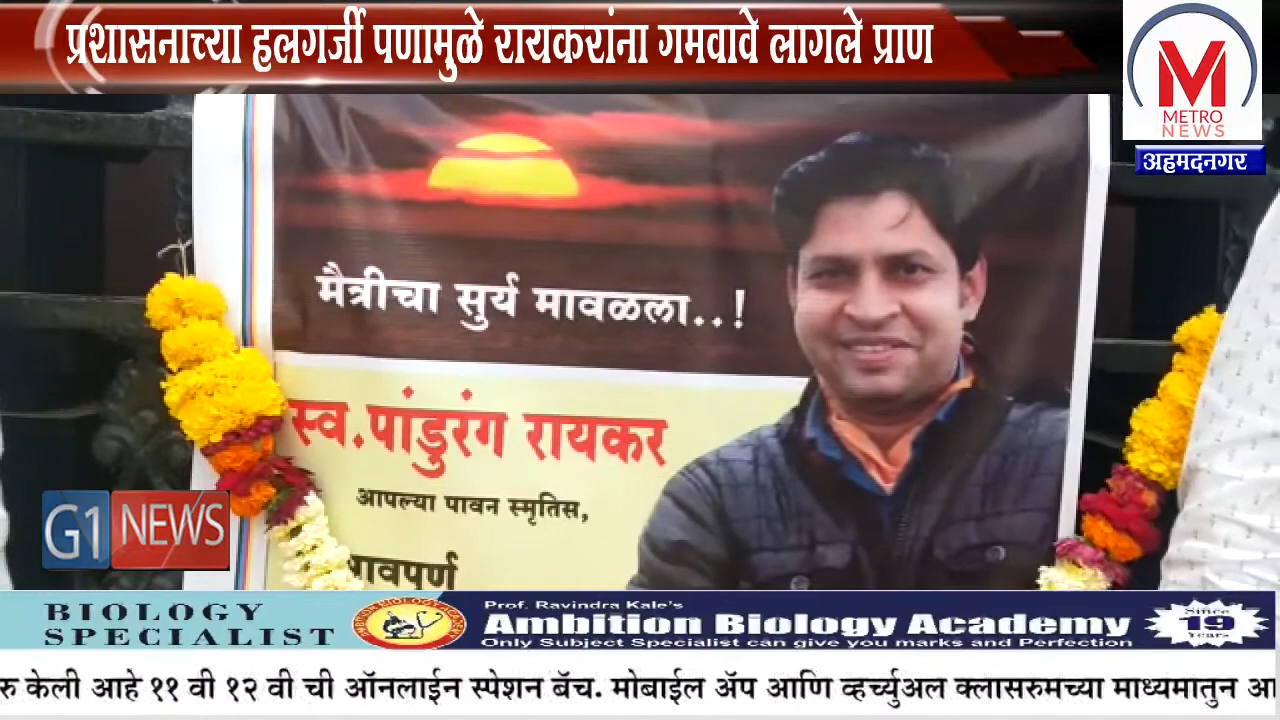 प्रशासनाच्या हलगर्जी पणामुळे रायकरांना गमवावे लागले प्राण
M
METRO
NEWS
अहमदनगर
मैत्रीचा सुर्य मावळला..!
स्व.पांडुरंग रायकर
आपल्या पावन स्मृतिस,
G1 NEWS
BIOLOGY
SPECIALIST
Prof. Ravindra Kale's
Ambition Biology Academy
Only Subject Specialist can give you marks and Perfection
Since
19
Years
रु केली आहे ११ वी १२ वी ची ऑनलाईन स्पेशन बॅच. मोबाईल ॲप आणि व्हर्च्युअल क्लासरुमच्या माध्यमातुन